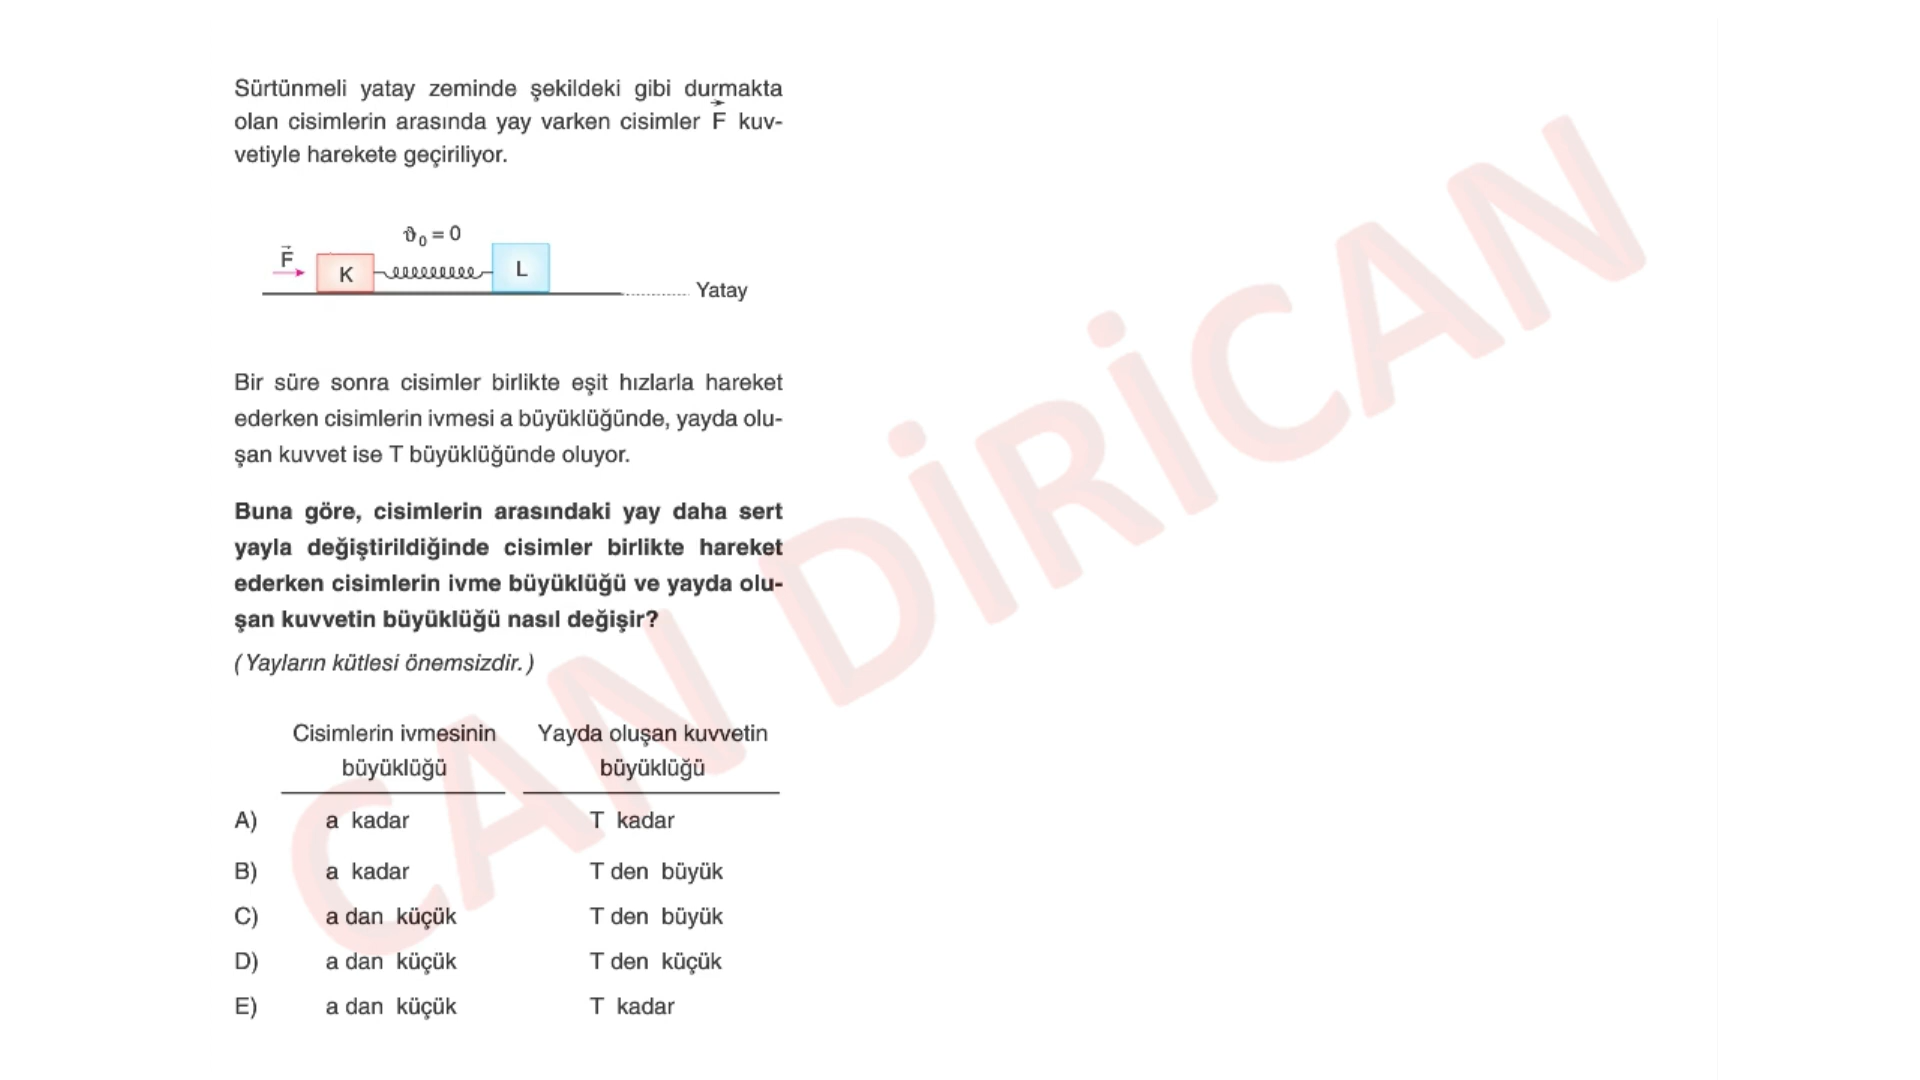 Sürtünmeli yatay zeminde şekildeki gibi durmakta
olan cisimlerin arasında yay varken cisimler F kuv-
vetiyle harekete geçiriliyor.
ϑ₀ = 0
F
K
L
Yatay
Bir süre sonra cisimler birlikte eşit hızlarla hareket
ederken cisimlerin ivmesi a büyüklüğünde, yayda olu-
şan kuvvet ise T büyüklüğünde oluyor.
Buna göre, cisimlerin arasındaki yay daha sert
yayla değiştirildiğinde cisimler birlikte hareket
ederken cisimlerin ivme büyüklüğü ve yayda olu-
şan kuvvetin büyüklüğü nasıl değişir?
(Yayların kütlesi önemsizdir.)
Cisimlerin ivmesinin büyüklüğü Yayda oluşan kuvvetin büyüklüğü
A) a kadar T kadar
B) a kadar T den büyük
C) a dan küçük T den büyük
D) a dan küçük T den küçük
E) a dan küçük T kadar
CAN DİRİCAN